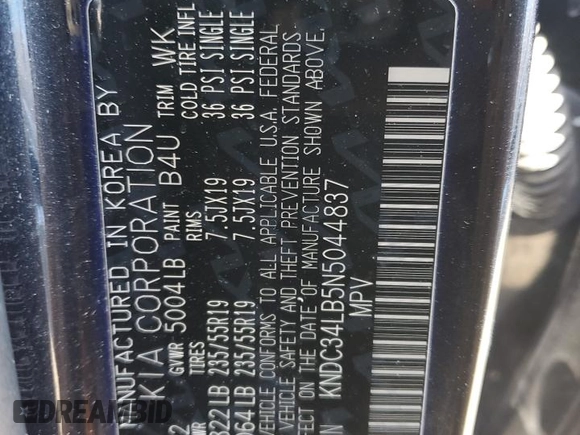 MANUFACTURED IN KOREA BY
KIA CORPORATION
GVWR 5004LB PAINT B4U TRIM WK
TIRES RIMS COLD TIRE INFL
322LB 235/55R19 7.5JX19 36 PSI SINGLE
064LB 235/55R19 7.5JX19 36 PSI SINGLE
VEHICLE CONFORMS TO ALL APPLICABLE U.S.A. FEDERAL
VEHICLE SAFETY AND THEFT PREVENTION STANDARDS
EFFECT ON THE DATE OF MANUFACTURE SHOWN ABOVE.
KNDC34LB5N5044837
MPV